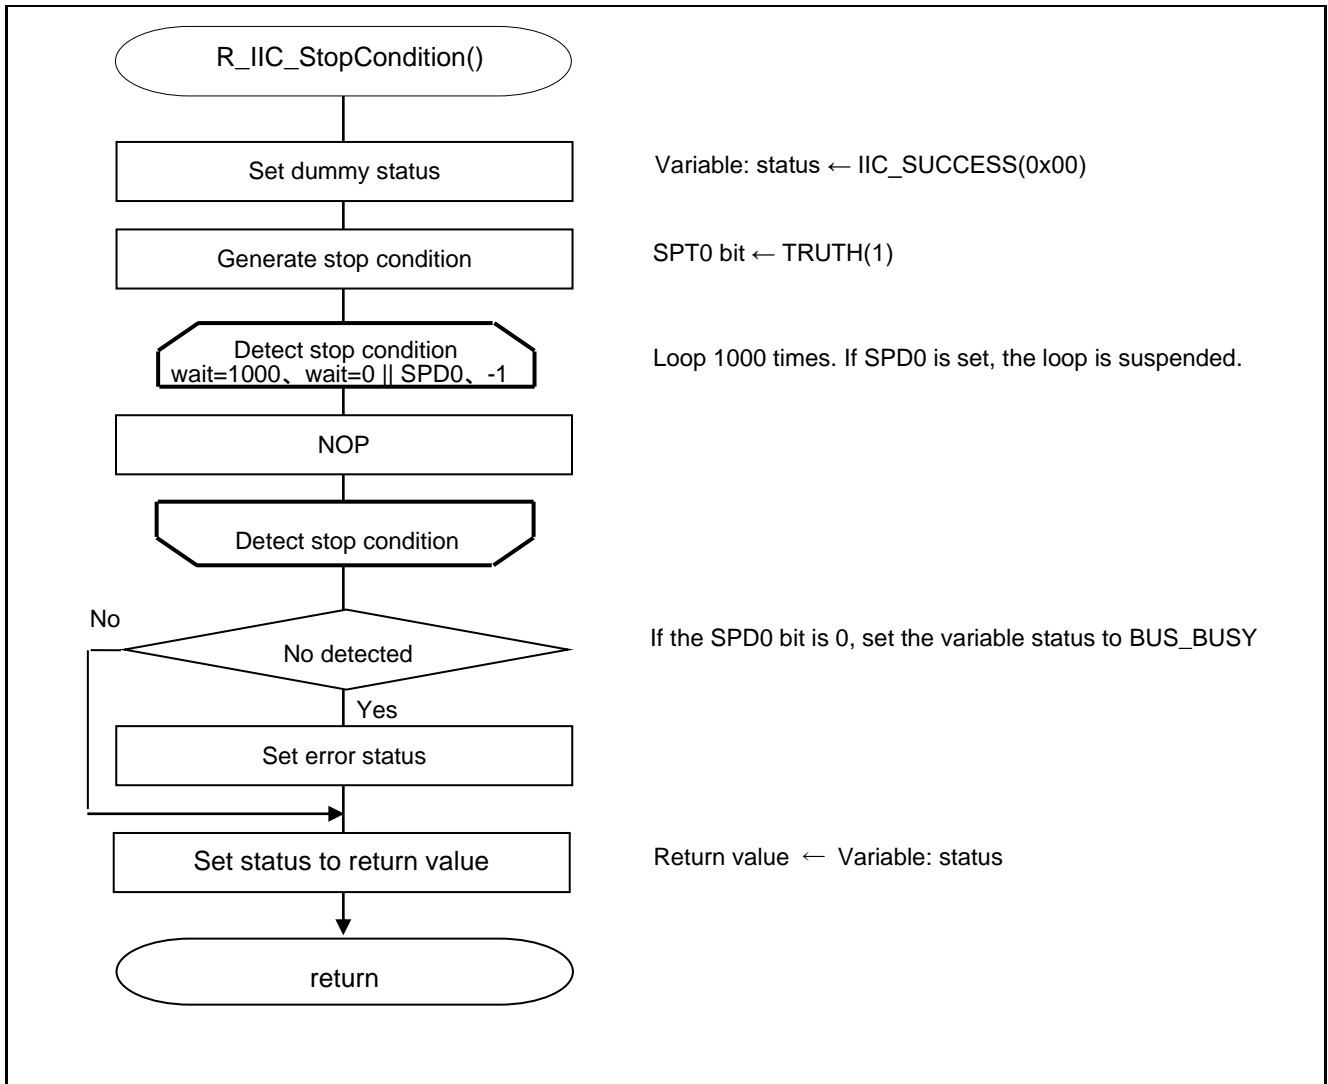 R_IIC_StopCondition()
Set dummy status
Variable: status ← IIC_SUCCESS(0x00)
Generate stop condition
SPT0 bit ← TRUTH(1)
Detect stop condition
wait=1000、wait=0 || SPD0、-1
Loop 1000 times. If SPD0 is set, the loop is suspended.
NOP
Detect stop condition
No
No detected
If the SPD0 bit is 0, set the variable status to BUS_BUSY
Yes
Set error status
Set status to return value
Return value ← Variable: status
return